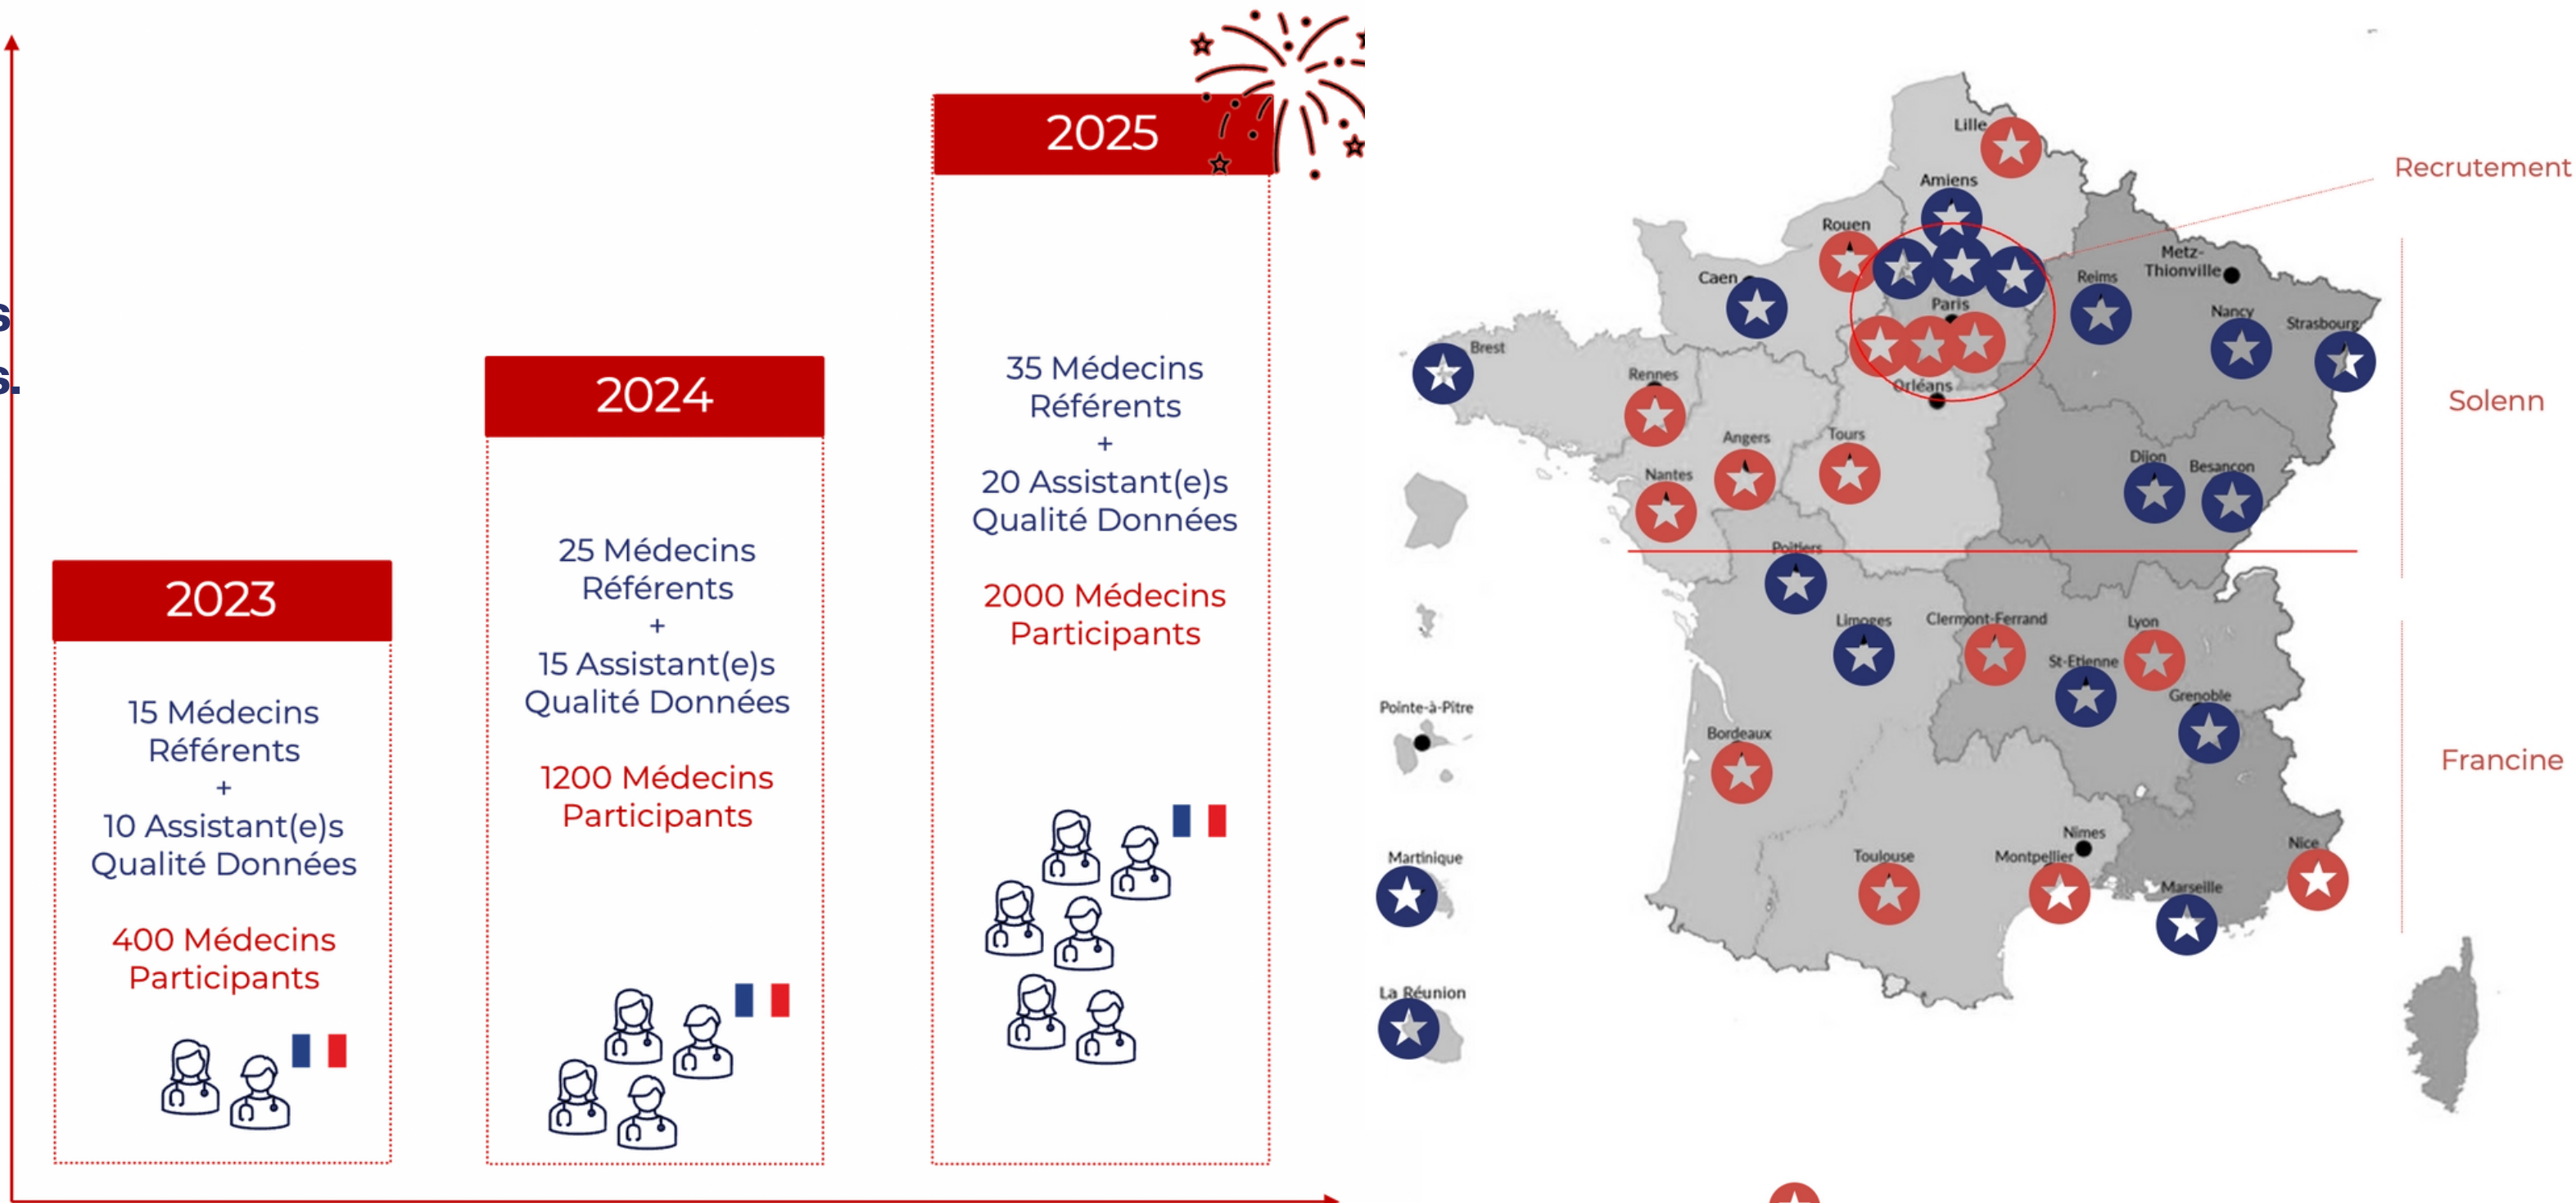 s
s.
2023
15 Médecins
Référents
+
10 Assistant(e)s
Qualité Données
400 Médecins
Participants
2024
25 Médecins
Référents
+
15 Assistant(e)s
Qualité Données
1200 Médecins
Participants
2025
35 Médecins
Référents
+
20 Assistant(e)s
Qualité Données
2000 Médecins
Participants
Lille
Recrutement
Amiens
Rouen
Metz-
Thionville
Caen
Reims
Paris
Nancy
Strasbourg
Brest
Rennes
Orléans
Solenn
Angers
Tours
Nantes
Dijon
Besançon
Poitiers
Limoges
Clermont-Ferrand
Lyon
St-Etienne
Grenoble
Pointe-à-Pitre
Bordeaux
Francine
Nimes
Nice
Martinique
Toulouse
Montpellier
Marseille
La Réunion